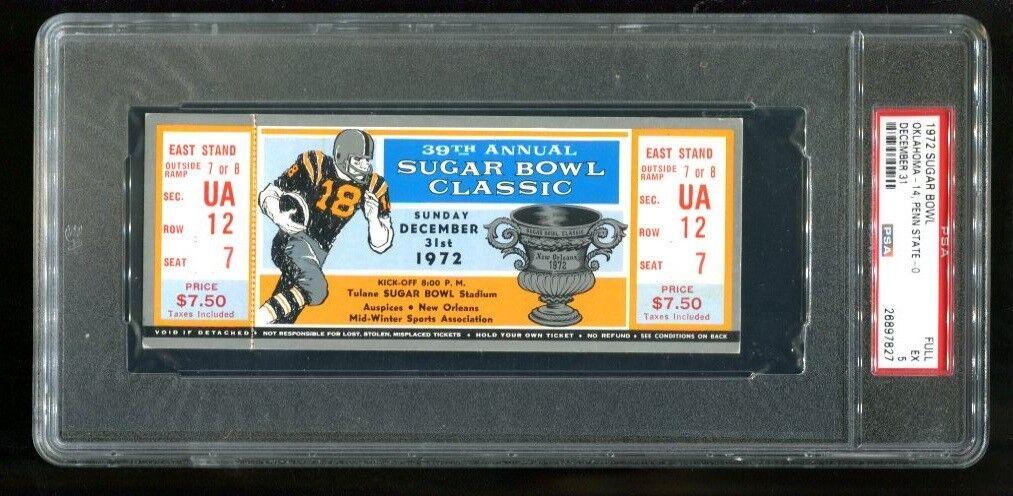 EAST STAND
OUTSIDE RAMP 7 or 8
SEC. UA
ROW 12
SEAT 7
PRICE
$7.50
Taxes Included
18
39TH ANNUAL
SUGAR BOWL
CLASSIC
SUNDAY
DECEMBER
31st
1972
SUGAR BOWL CLASSIC
New Orleans
1972
KICK-OFF 8:00 P. M.
Tulane SUGAR BOWL Stadium
Auspices • New Orleans
Mid-Winter Sports Association
EAST STAND
OUTSIDE RAMP 7 or 8
SEC. UA
ROW 12
SEAT 7
PRICE
$7.50
Taxes Included
VOID IF DETACHED • NOT RESPONSIBLE FOR LOST, STOLEN, MISPLACED TICKETS • HOLD YOUR OWN TICKET • NO REFUND • SEE CONDITIONS ON BACK
PSA
1972 SUGAR BOWL FULL
OKLAHOMA - 14, PENN STATE - 0 EX
DECEMBER 31 5
PSA 26897827